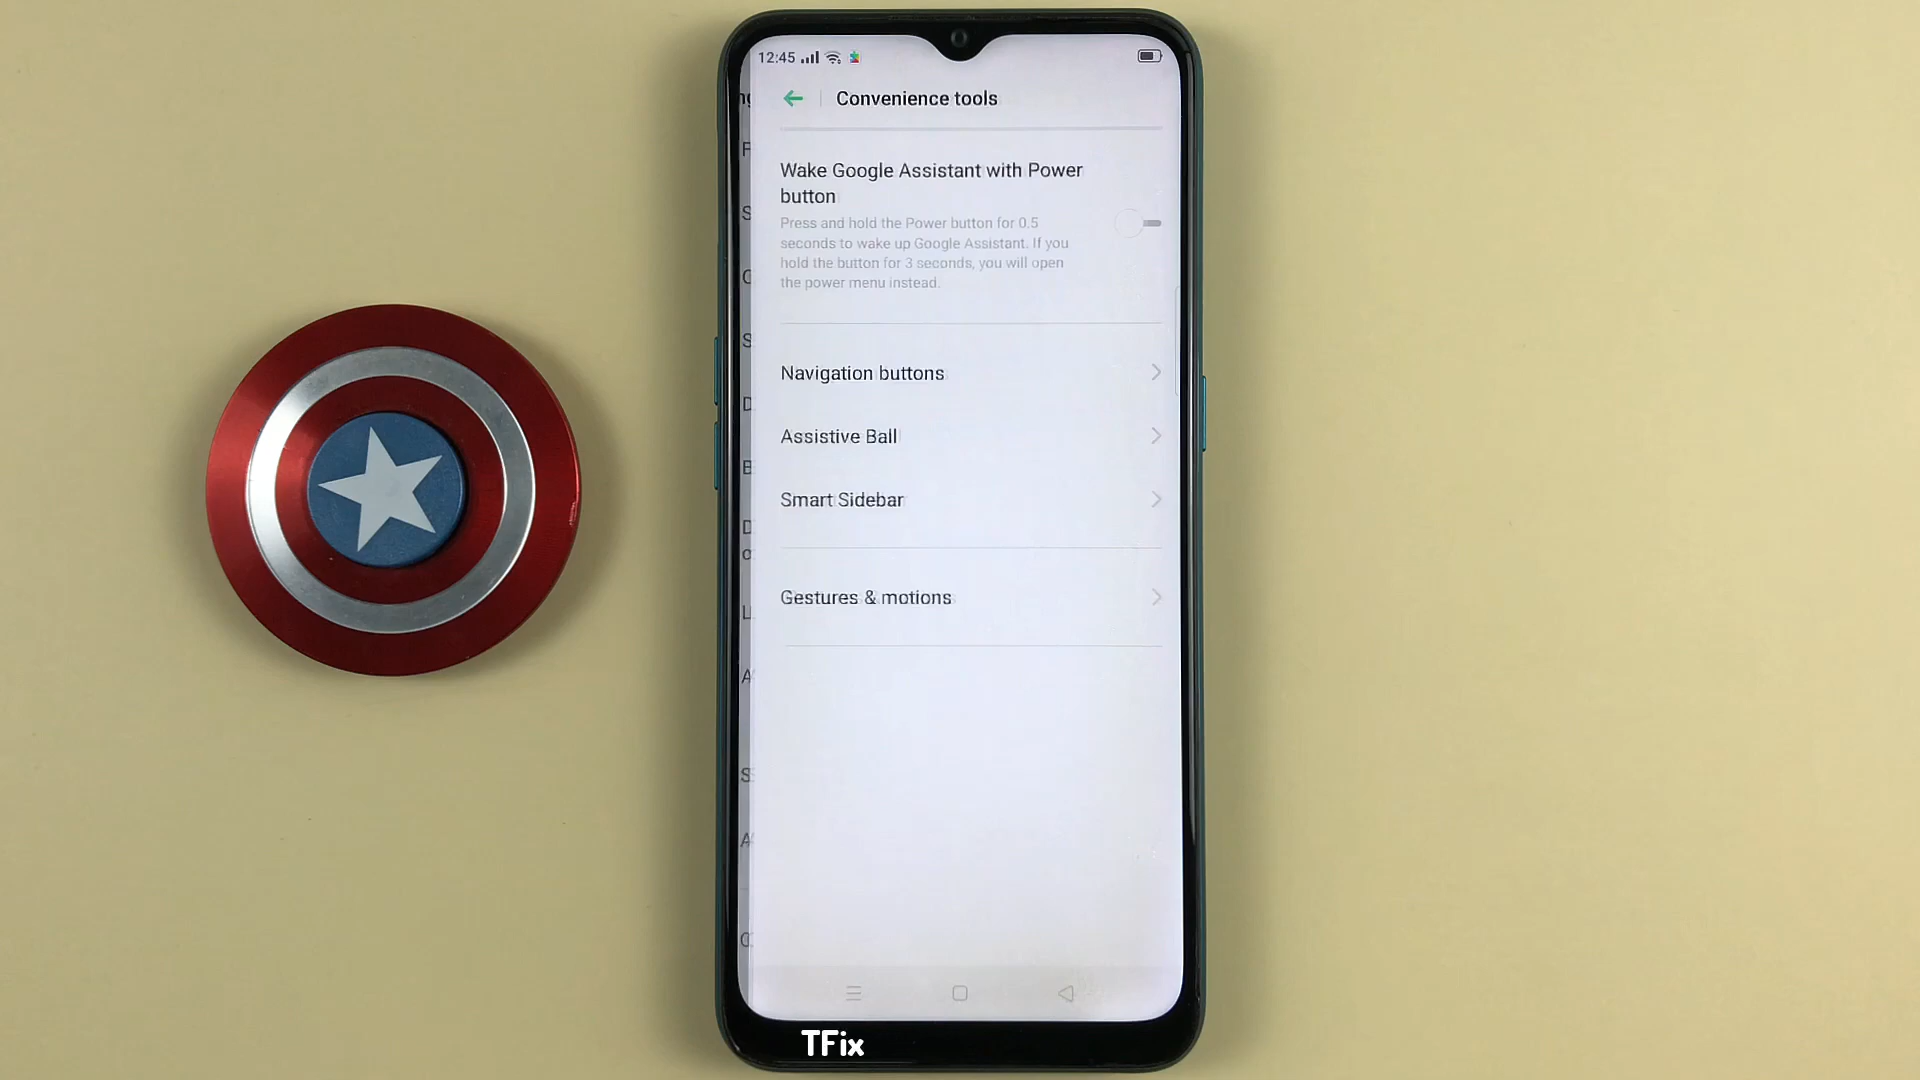 12:45
Convenience tools
Wake Google Assistant with Power
button
Press and hold the Power button for 0.5
seconds to wake up Google Assistant. If you
hold the button for 3 seconds, you will open
the power menu instead.
Navigation buttons
Assistive Ball
Smart Sidebar
Gestures & motions
TFix